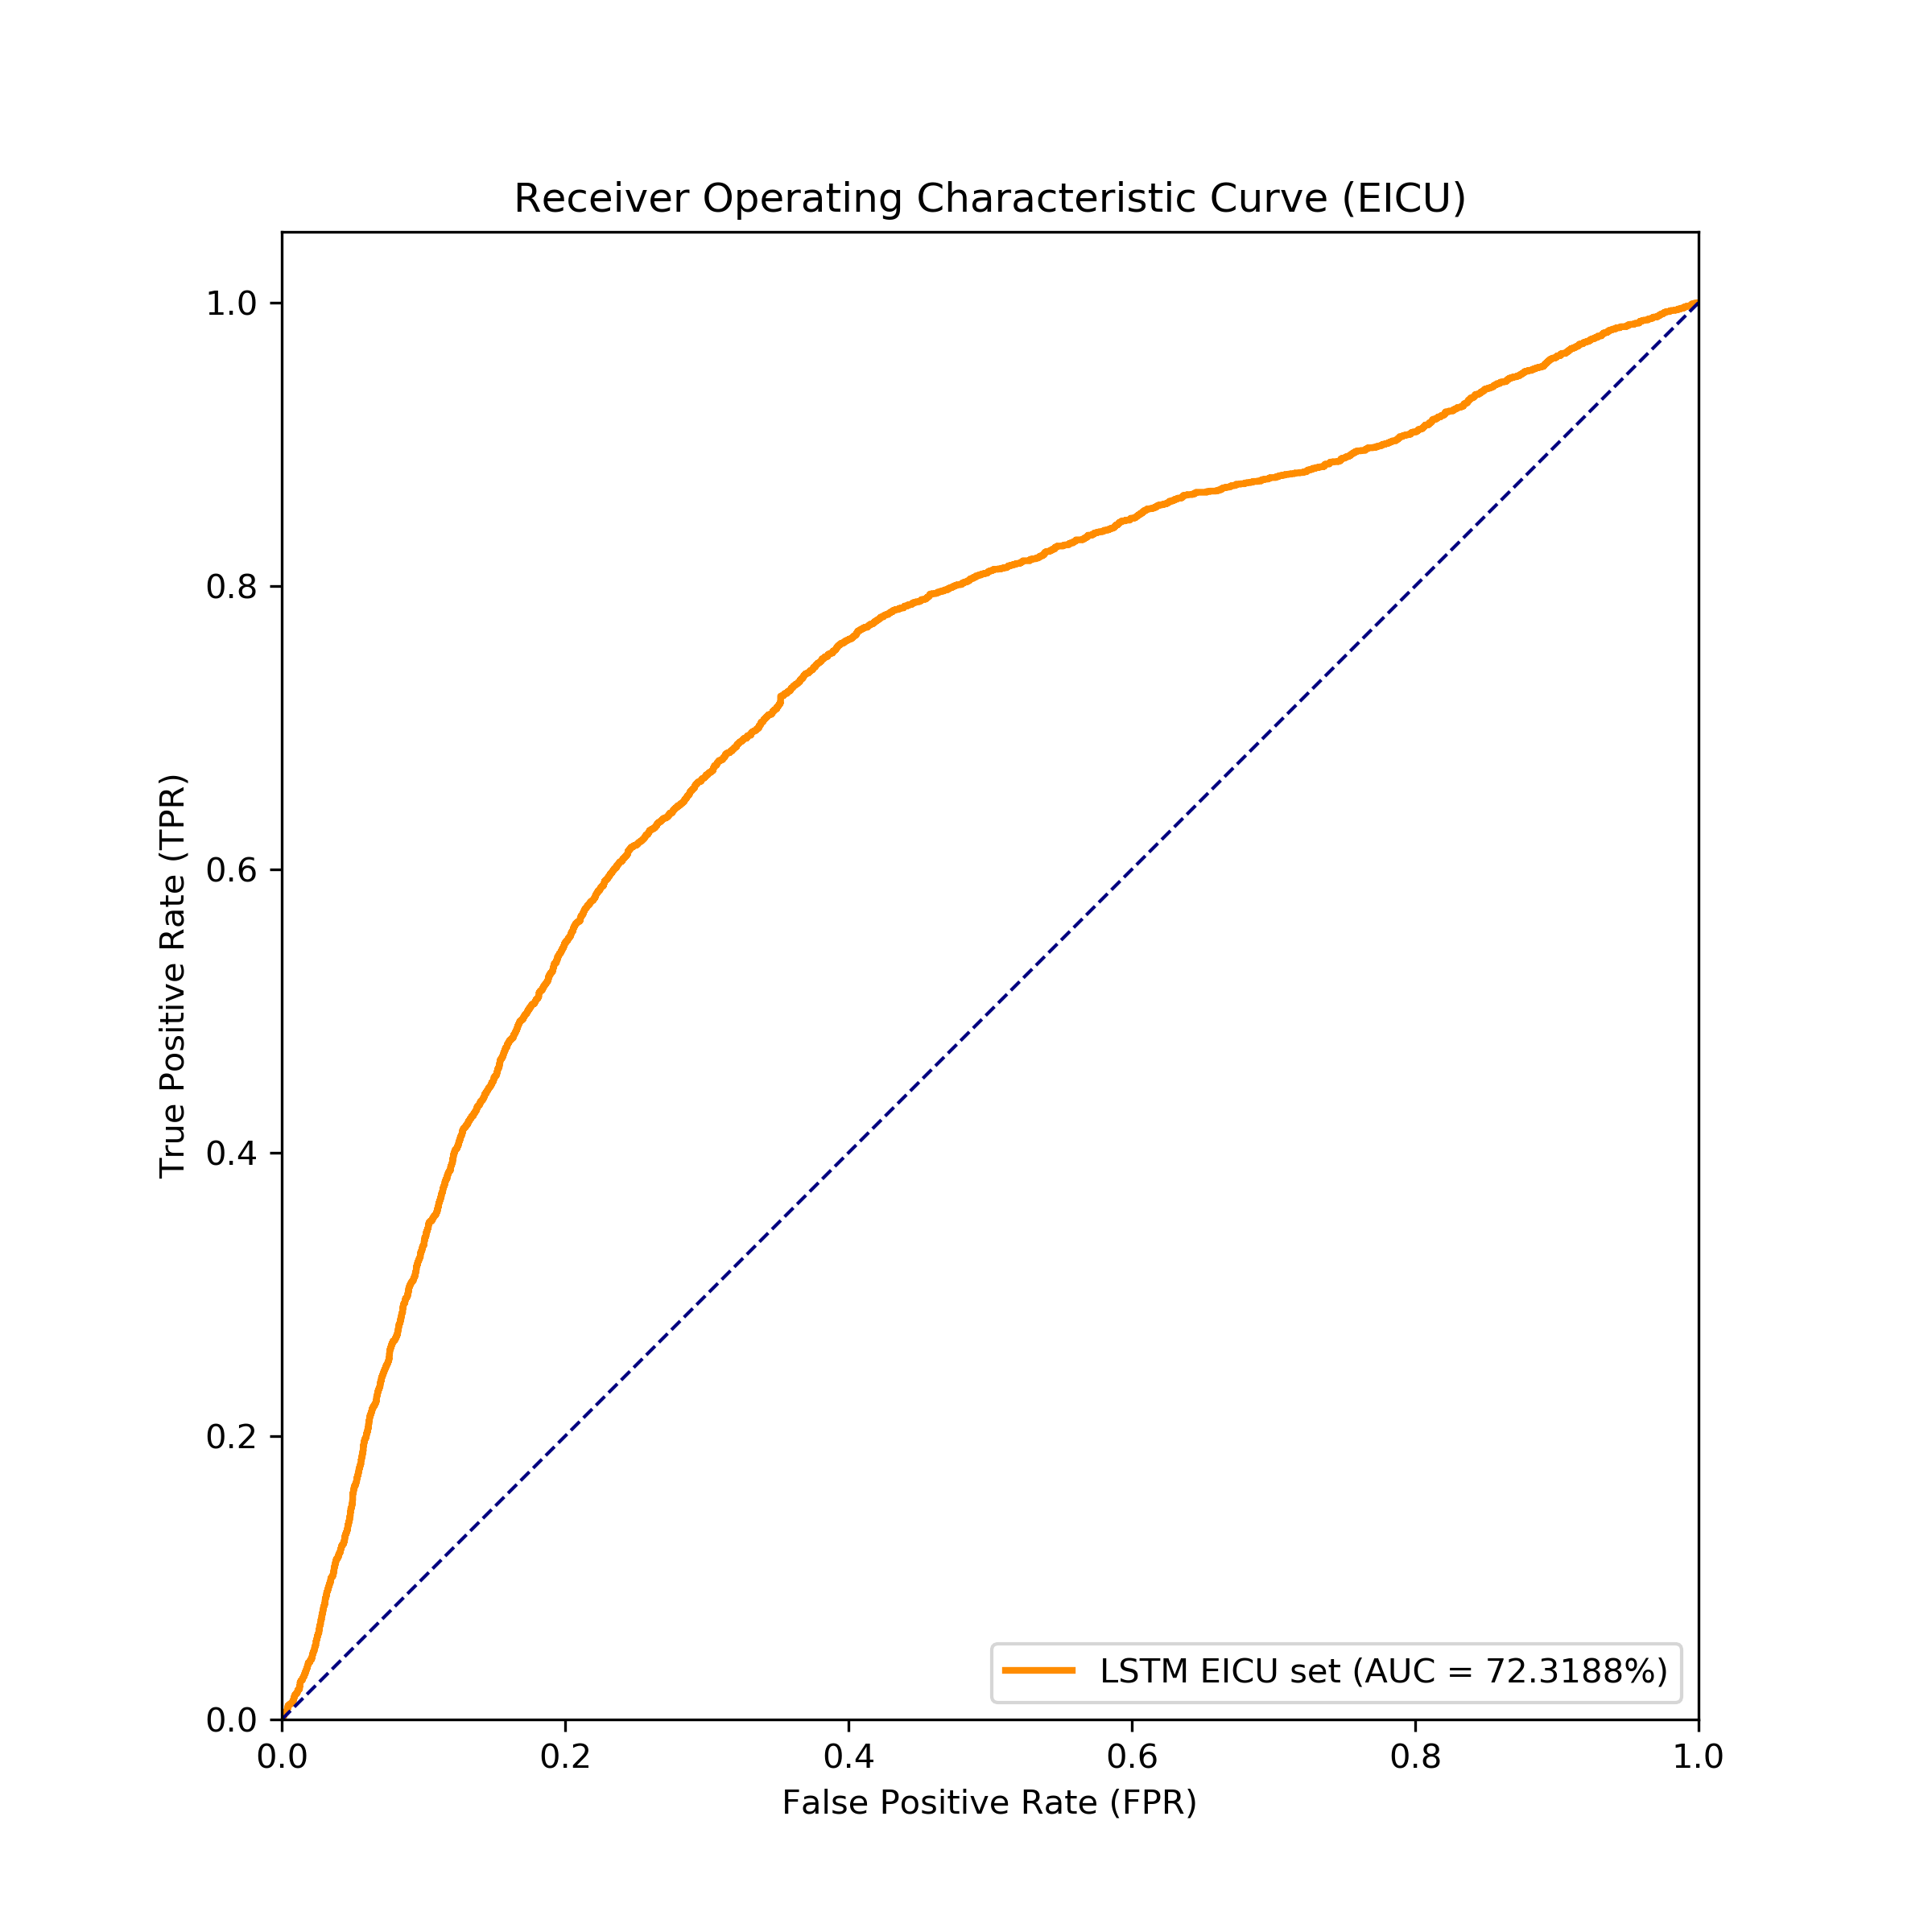 Receiver Operating Characteristic Curve (EICU)
1.0
0.8
0.6
0.4
0.2
0.0
True Positive Rate (TPR)
LSTM EICU set (AUC = 72.3188%)
0.0 0.2 0.4 0.6 0.8 1.0
False Positive Rate (FPR)